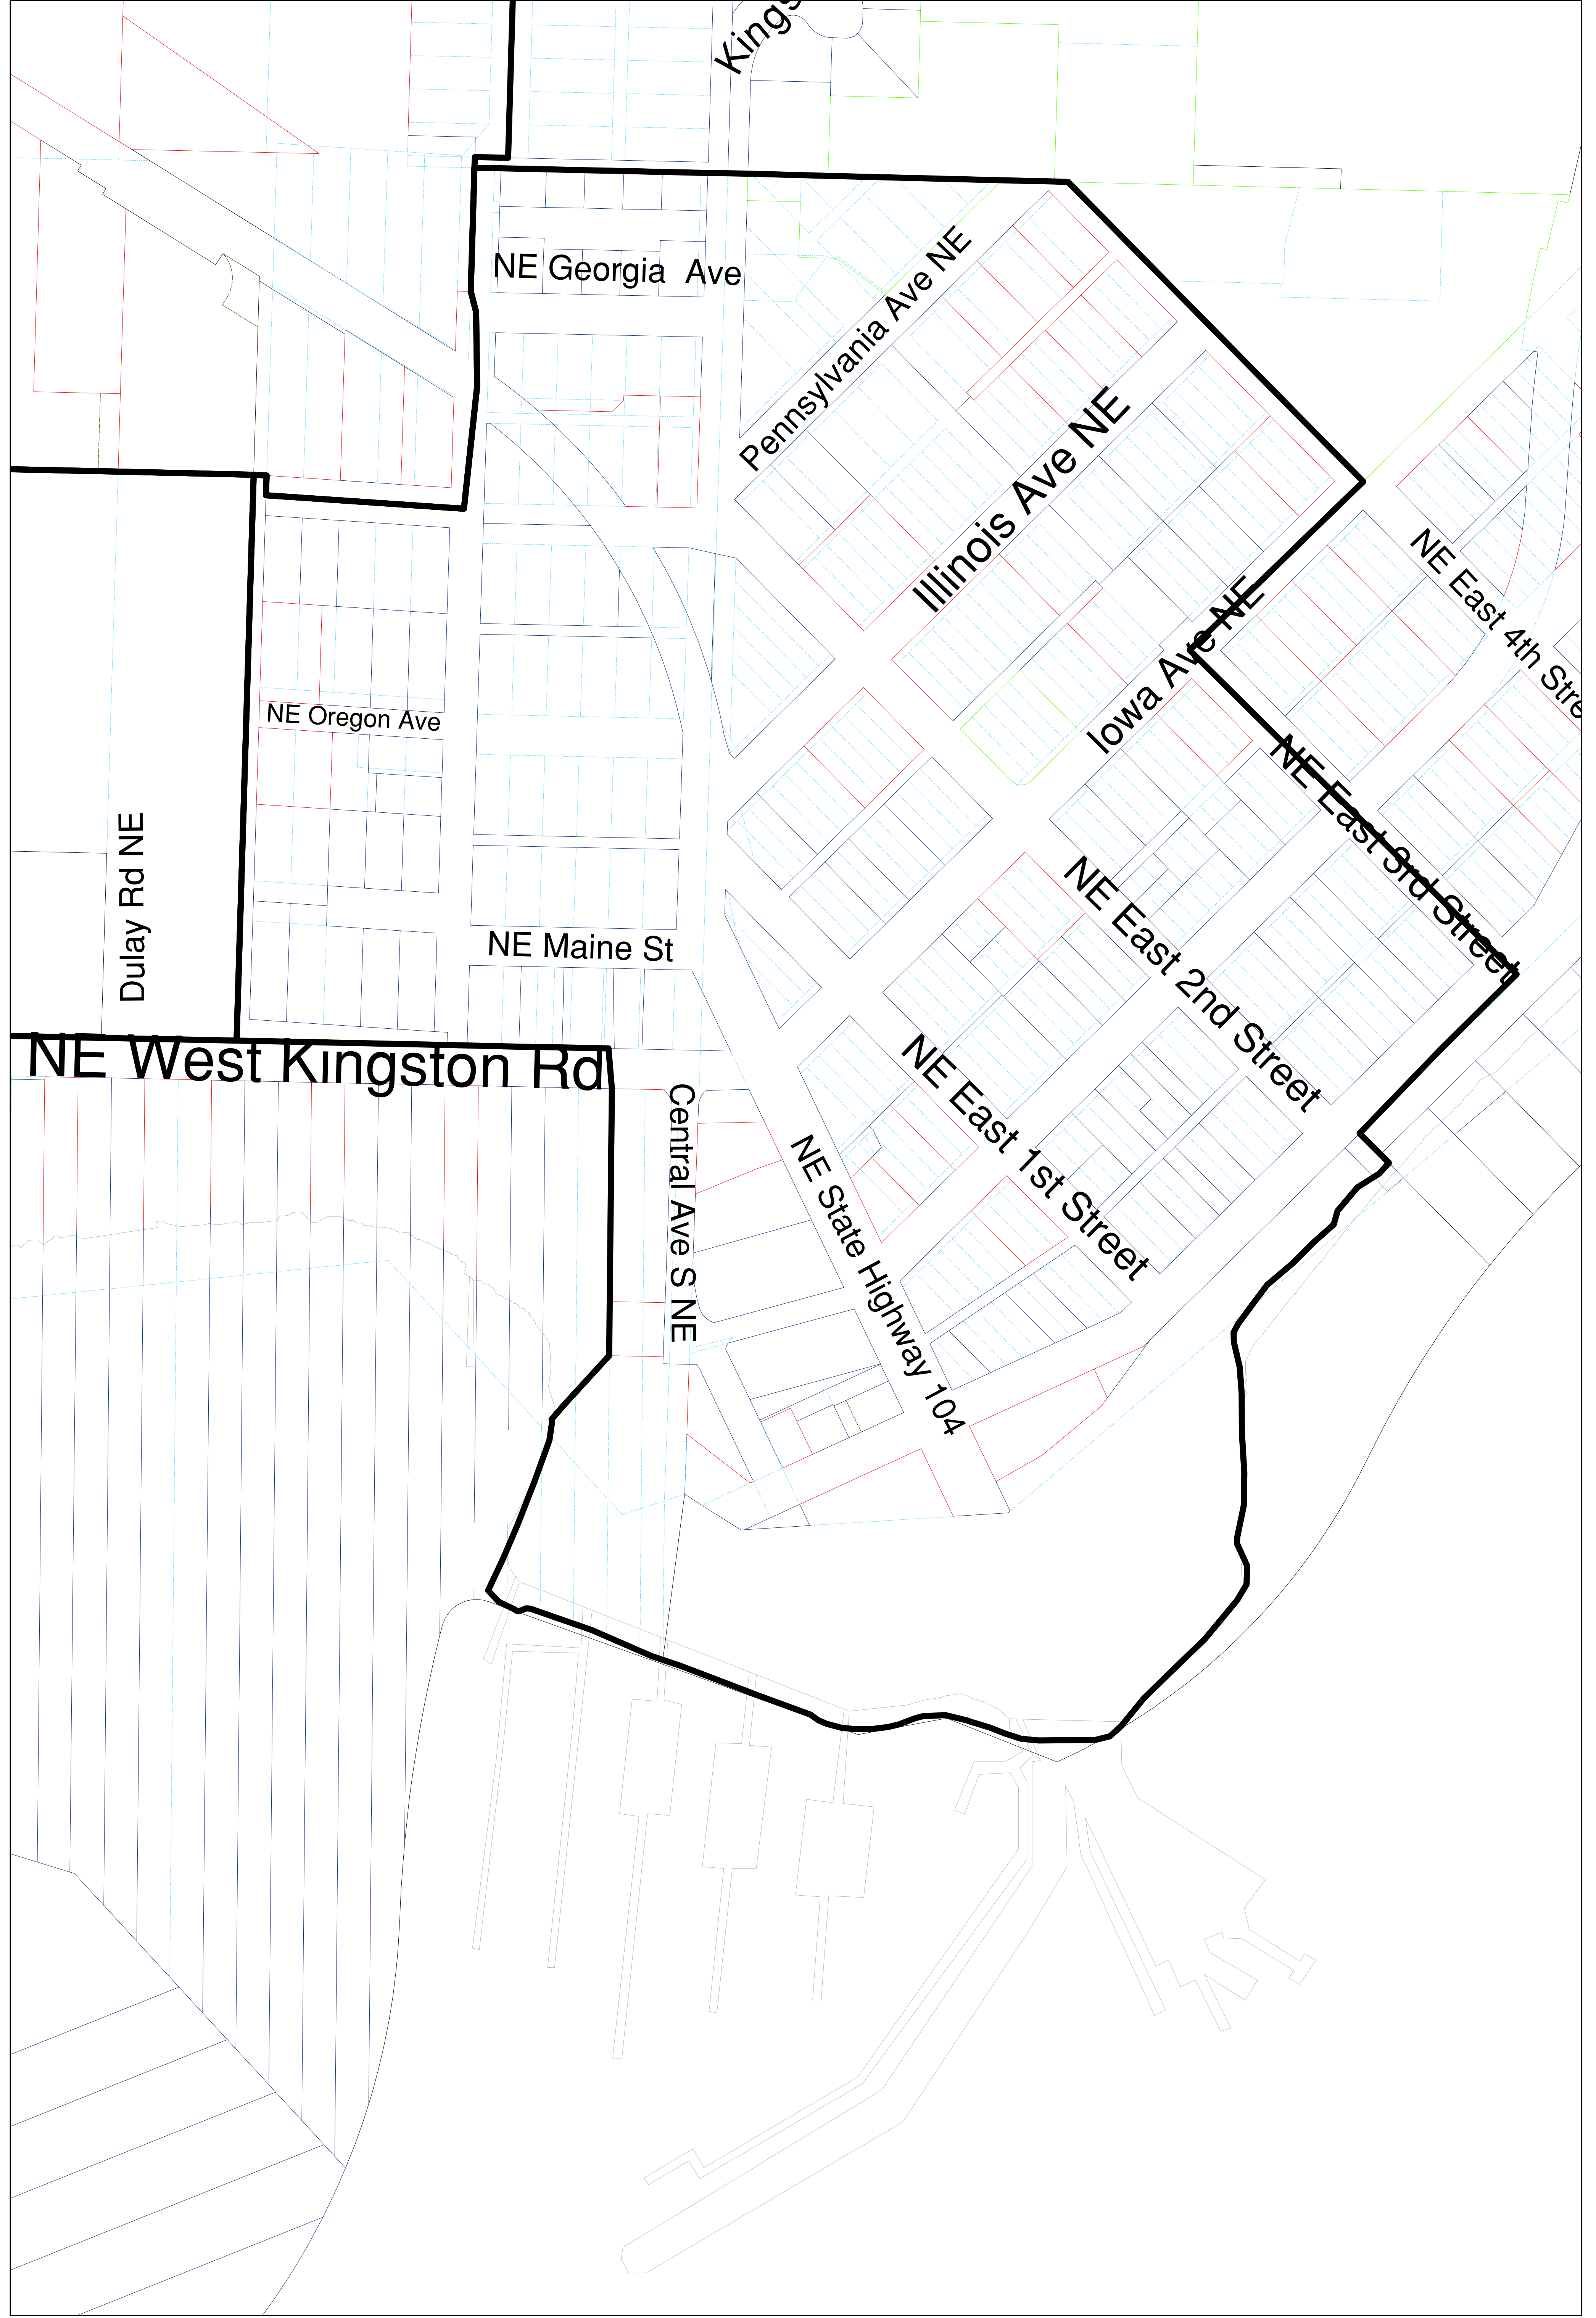 Kings
NE Georgia Ave
Pennsylvania Ave NE
Illinois Ave NE
NE East 4th Stre
Iowa Ave NE
NE Oregon Ave
NE East 3rd Street
Dulay Rd NE
NE East 2nd Street
NE Maine St
NE West Kingston Rd
NE East 1st Street
Central Ave S NE
NE State Highway 104